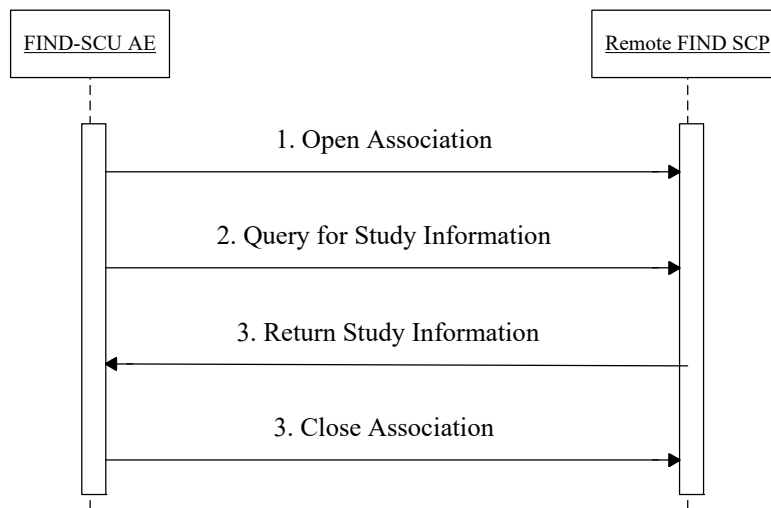 FIND-SCU AE
Remote FIND SCP
1. Open Association
2. Query for Study Information
3. Return Study Information
3. Close Association